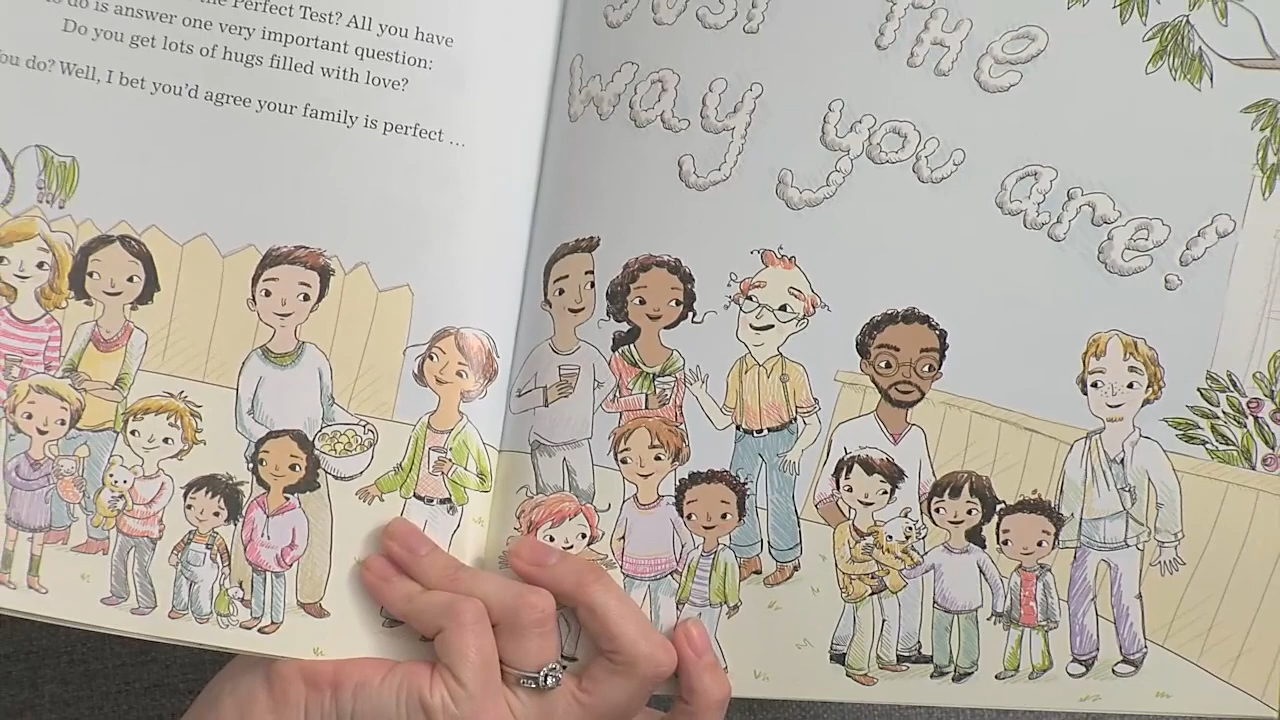 the Perfect Test? All you have
to do is answer one very important question:
Do you get lots of hugs filled with love?
You do? Well, I bet you'd agree your family is perfect ...
JUST THE
way you are!